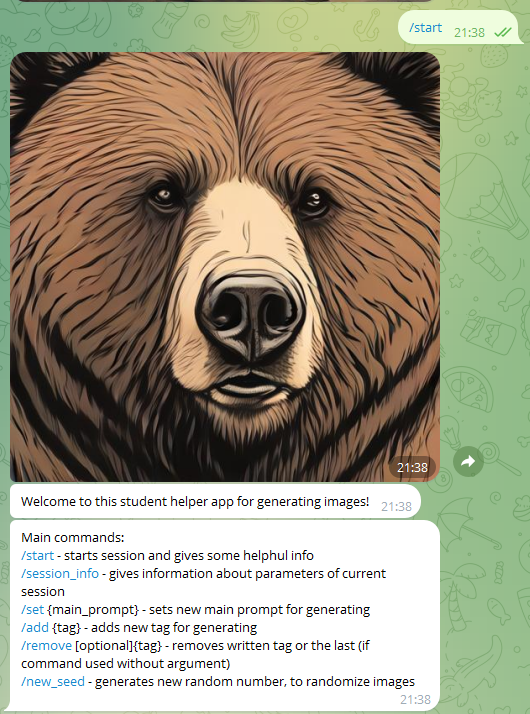 /start 21:38
21:38
Welcome to this student helper app for generating images! 21:38
Main commands:
/start - starts session and gives some helphul info
/session_info - gives information about parameters of current
session
/set {main_prompt} - sets new main prompt for generating
/add {tag} - adds new tag for generating
/remove [optional]{tag} - removes written tag or the last (if
command used without argument)
/new_seed - generates new random number, to randomize images
21:38